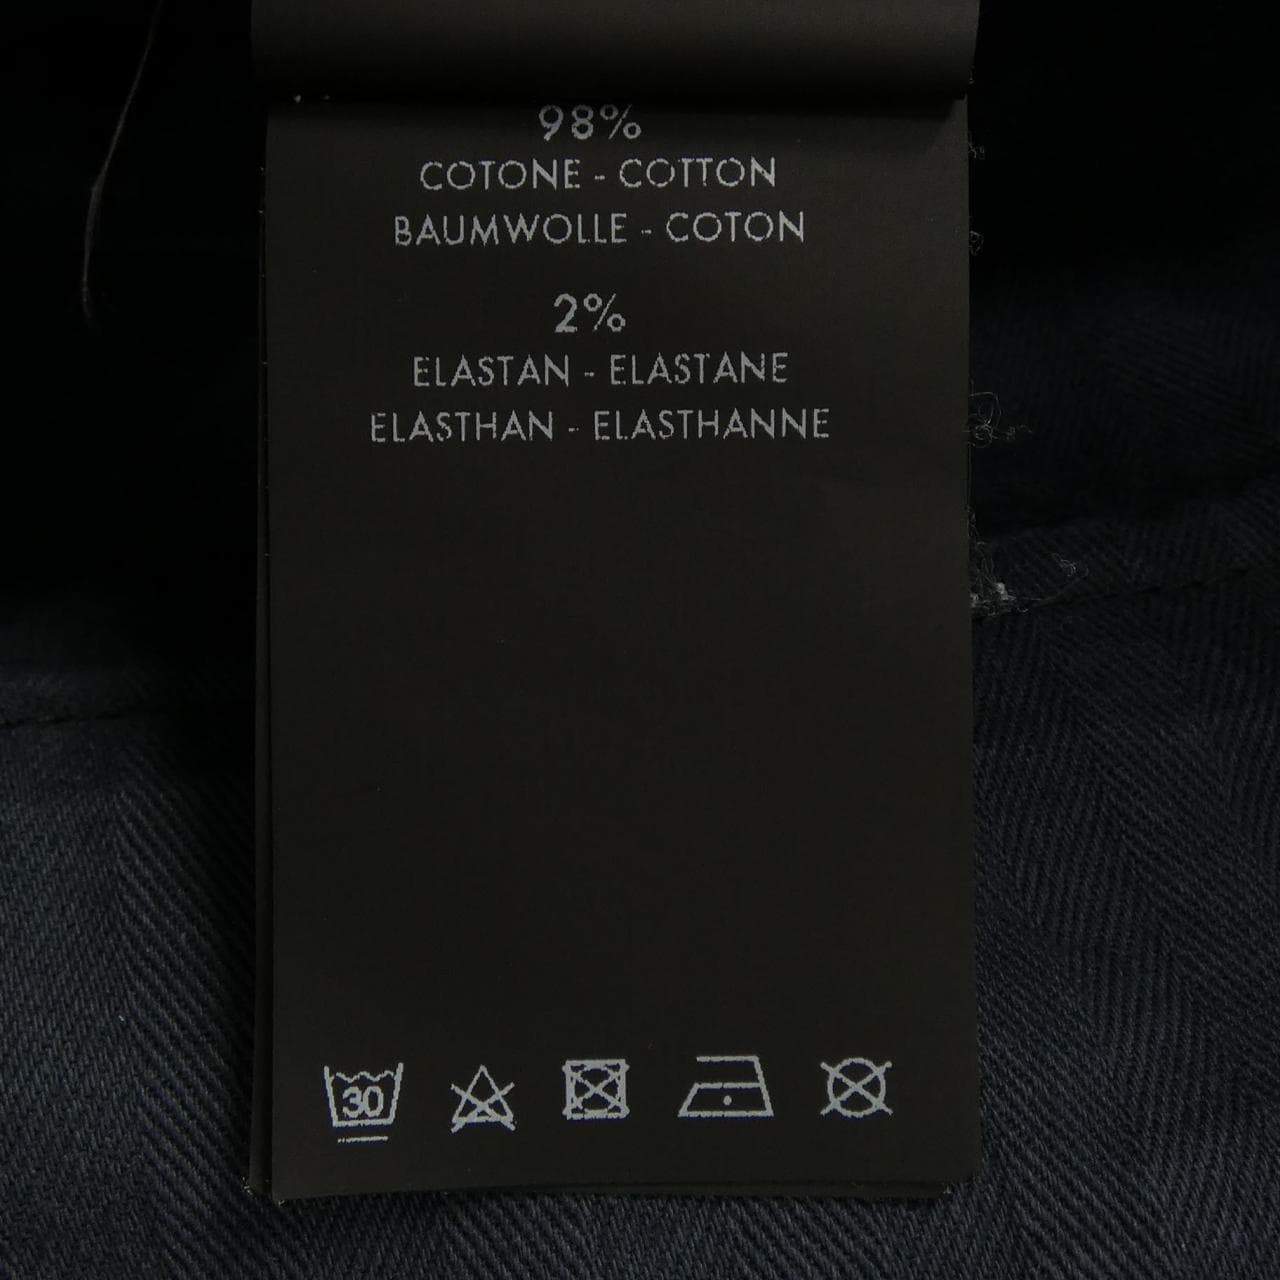 98%
COTONE - COTTON
BAUMWOLLE - COTON
2%
ELASTAN - ELASTANE
ELASTHAN - ELASTHANNE
30